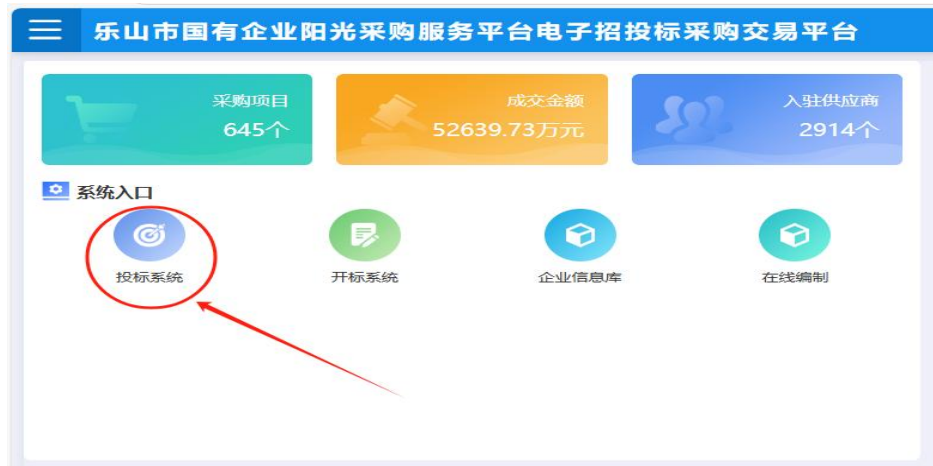 乐山市国有企业阳光采购服务平台电子招投标采购交易平台
采购项目
645个
成交金额
52639.73万元
入驻供应商
2914个
系统入口
投标系统
开标系统
企业信息库
在线编制